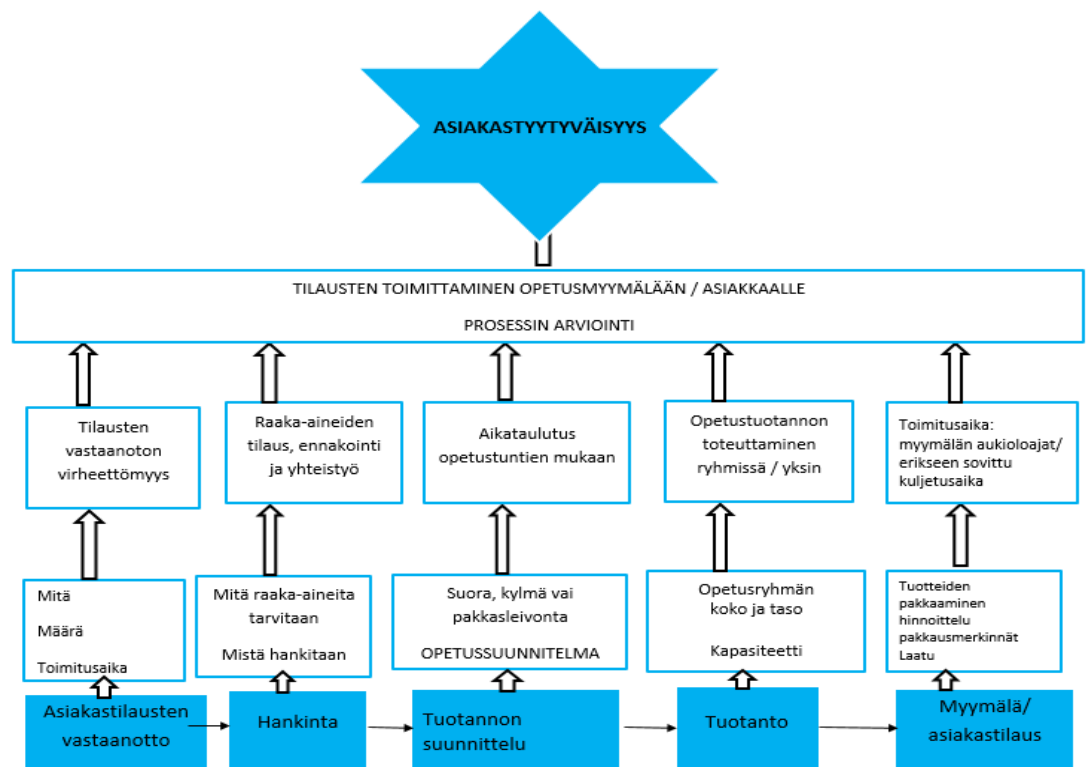 ASIAKASTYYTYVÄISYYS
TILAUSTEN TOIMITTAMINEN OPETUSMYYMÄLÄÄN / ASIAKKAALLE
PROSESSIN ARVIOINTI
Tilausten
vastaanoton
virheettömyys
Raaka-aineiden
tilaus, ennakointi
ja yhteistyö
Aikataulutus
opetustuntien mukaan
Opetustuotannon
toteuttaminen
ryhmissä / yksin
Toimitusaika:
myymälän aukioloajat/
erikseen sovittu
kuljetusaika
Mitä
Määrä
Toimitusaika
Mitä raaka-aineita
tarvitaan
Mistä hankitaan
Suora, kylmä vai
pakkasleivonta
OPETUSSUUNNITELMA
Opetusryhmän
koko ja taso
Kapasiteetti
Tuotteiden
pakkaaminen
hinnoittelu
pakkausmerkinnät
Laatu
Asiakastilausten
vastaanotto
Hankinta
Tuotannon
suunnittelu
Tuotanto
Myymälä/
asiakastilaus